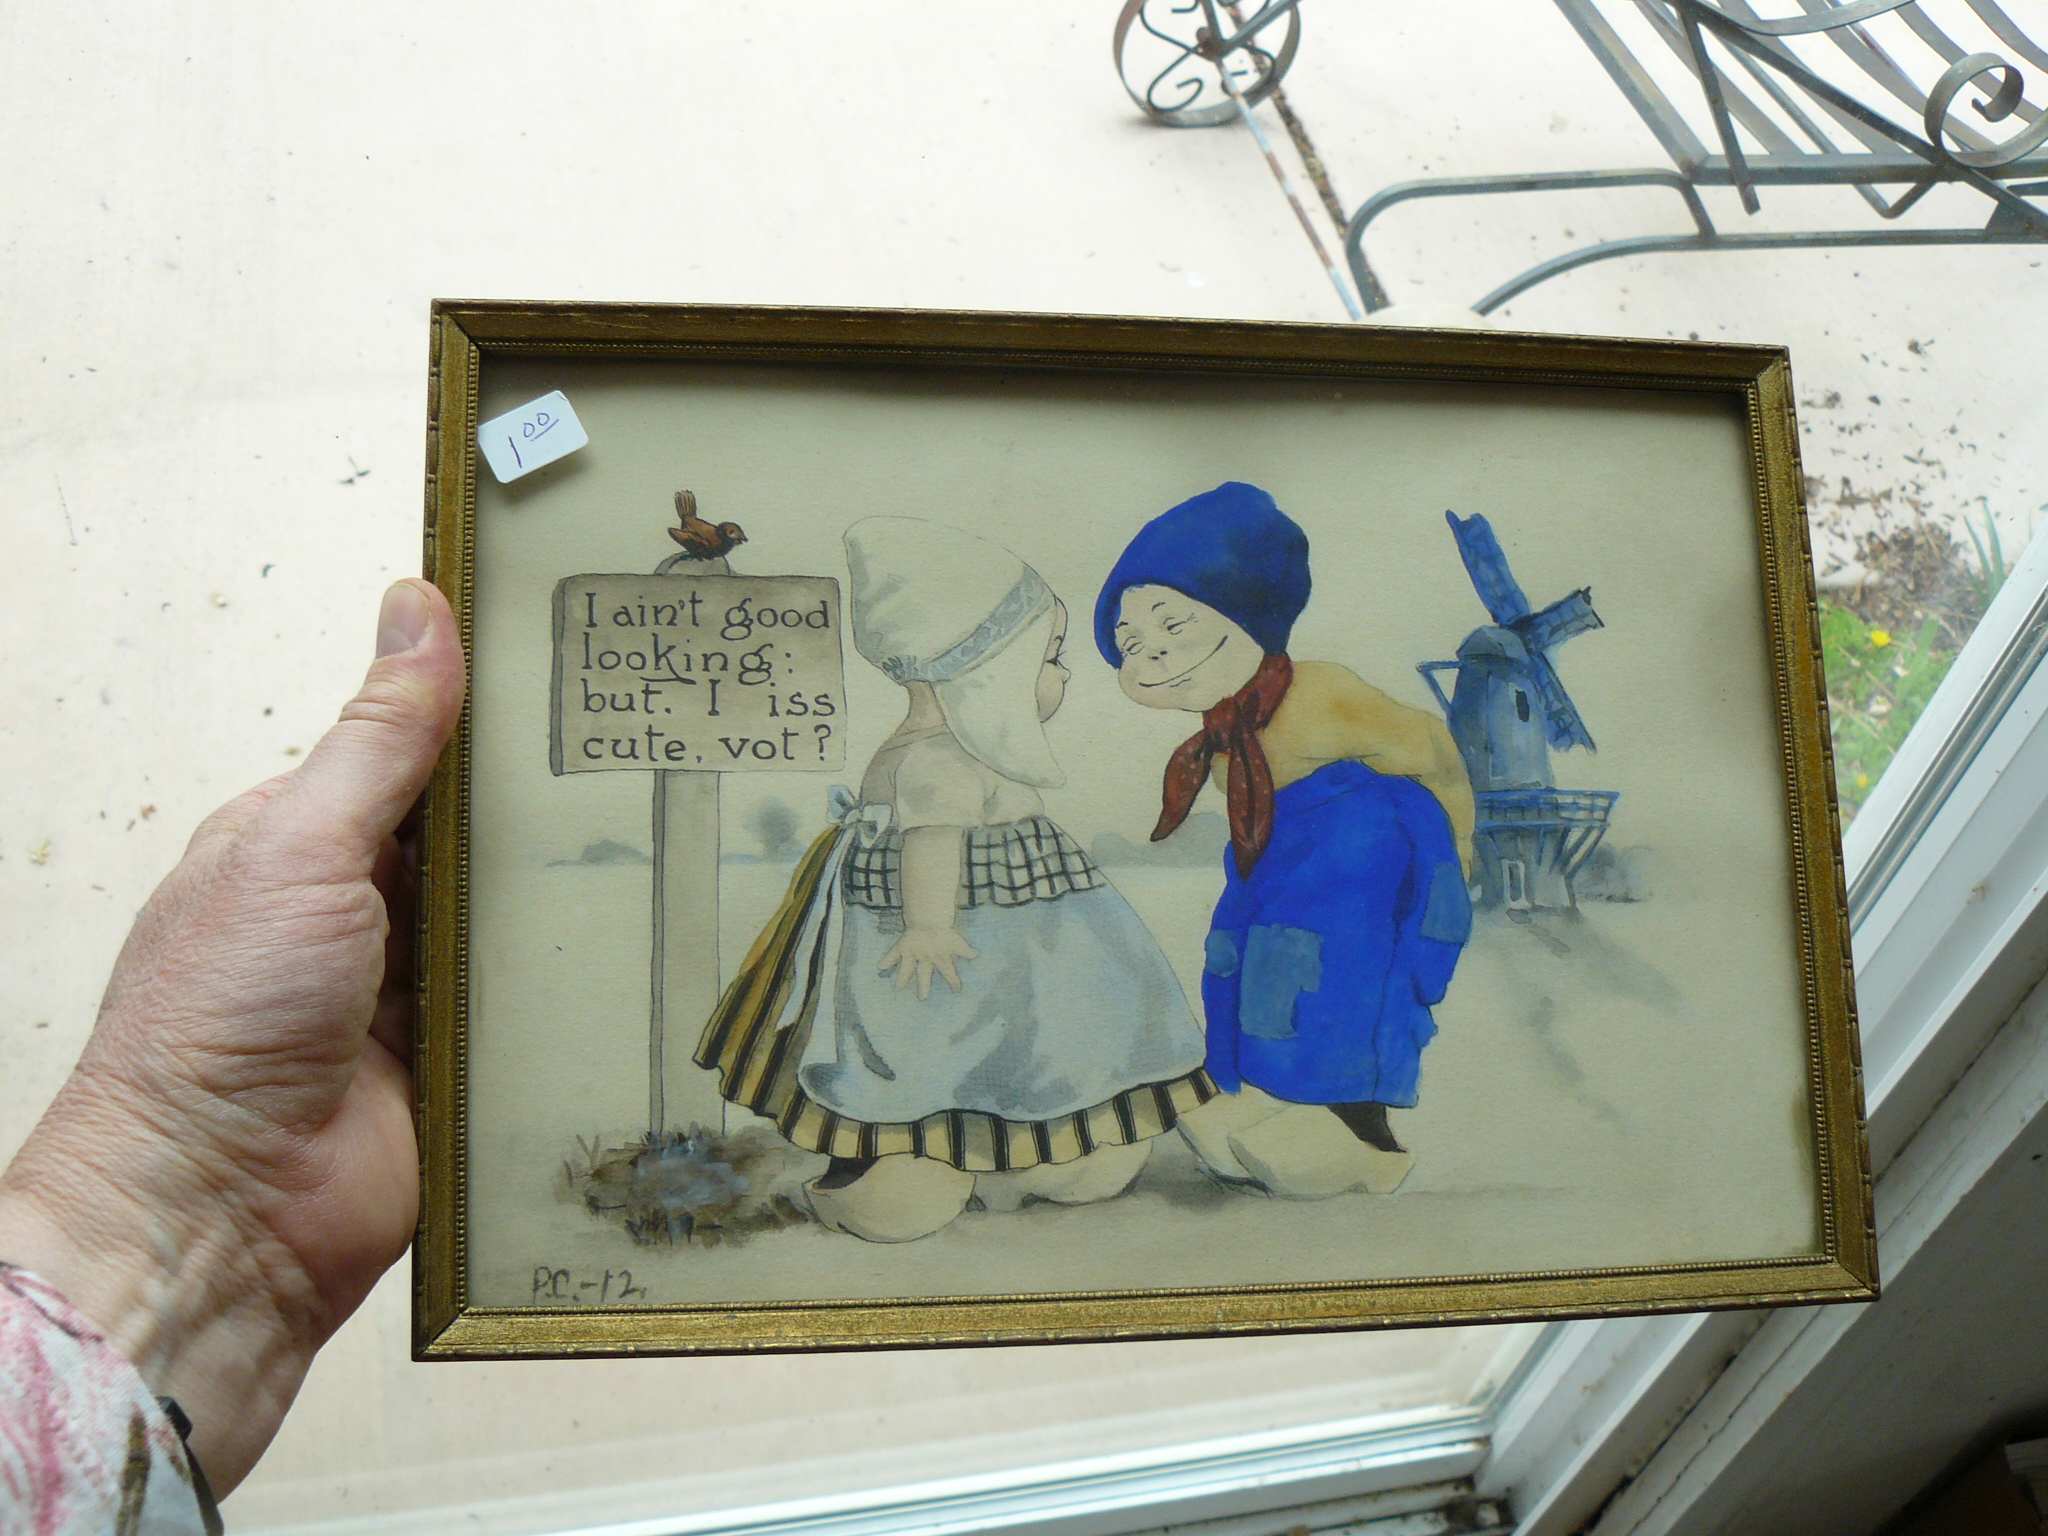 1 00
I ain't good
looking:
but. I iss
cute, vot?
P.C.-12.